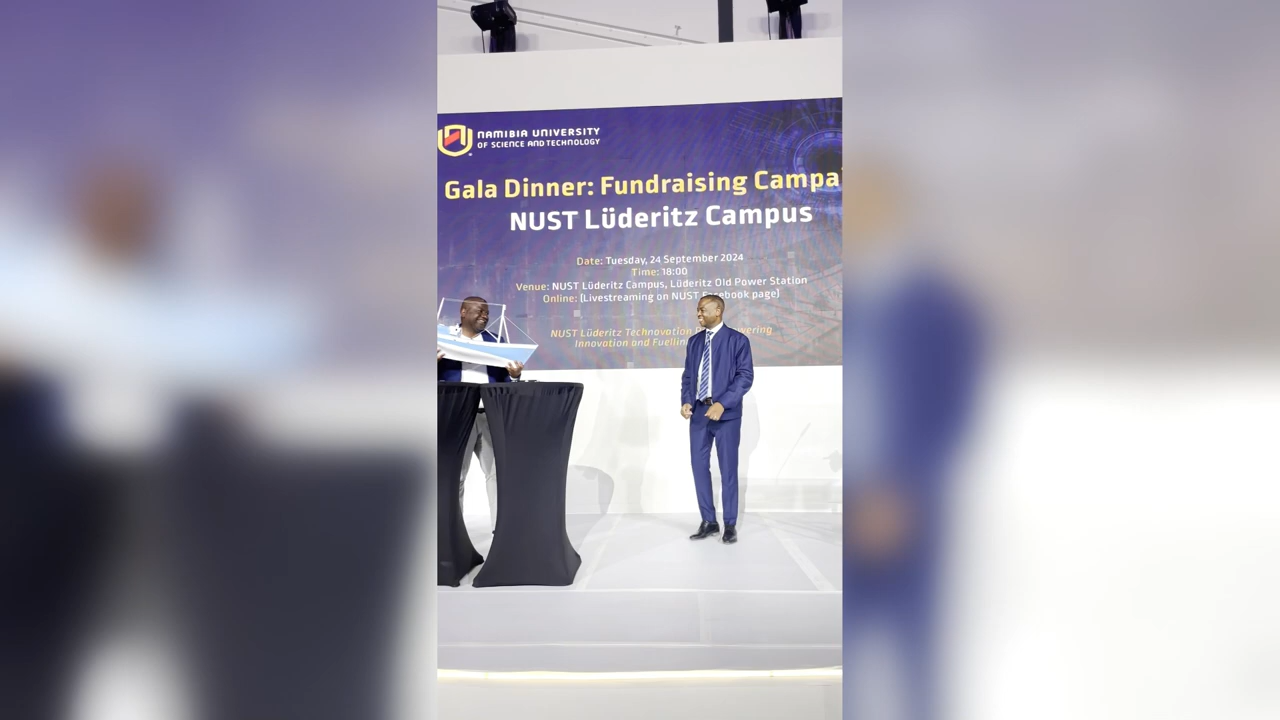 NAMIBIA UNIVERSITY
OF SCIENCE AND TECHNOLOGY
Gala Dinner: Fundraising Campai
NUST Lüderitz Campus
Date: Tuesday, 24 September 2024
Time: 18:00
Venue: NUST Lüderitz Campus, Lüderitz Old Power Station
Online: (Livestreaming on NUST Facebook page)
NUST Lüderitz Technovation
Innovation and